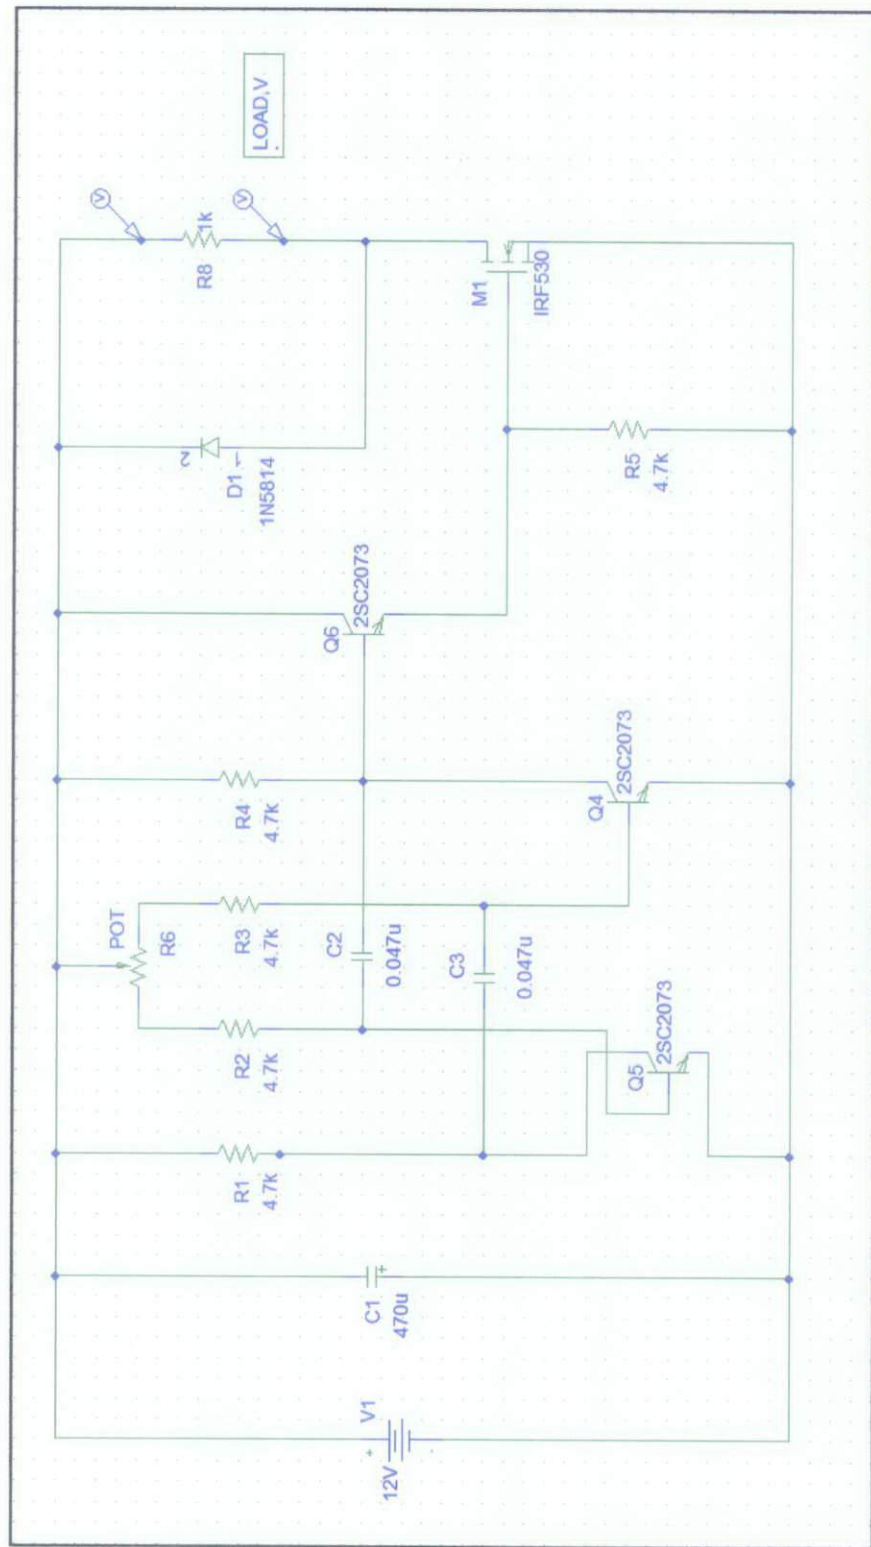 V1
12V
+
-
C1
470u
+
R1
4.7k
R2
4.7k
POT
R6
R3
4.7k
C2
0.047u
C3
0.047u
Q5
2SC2073
R4
4.7k
Q4
2SC2073
Q6
2SC2073
D1
1N5814
2
1
R8
1k
V
V
M1
IRF530
R5
4.7k
LOAD,V